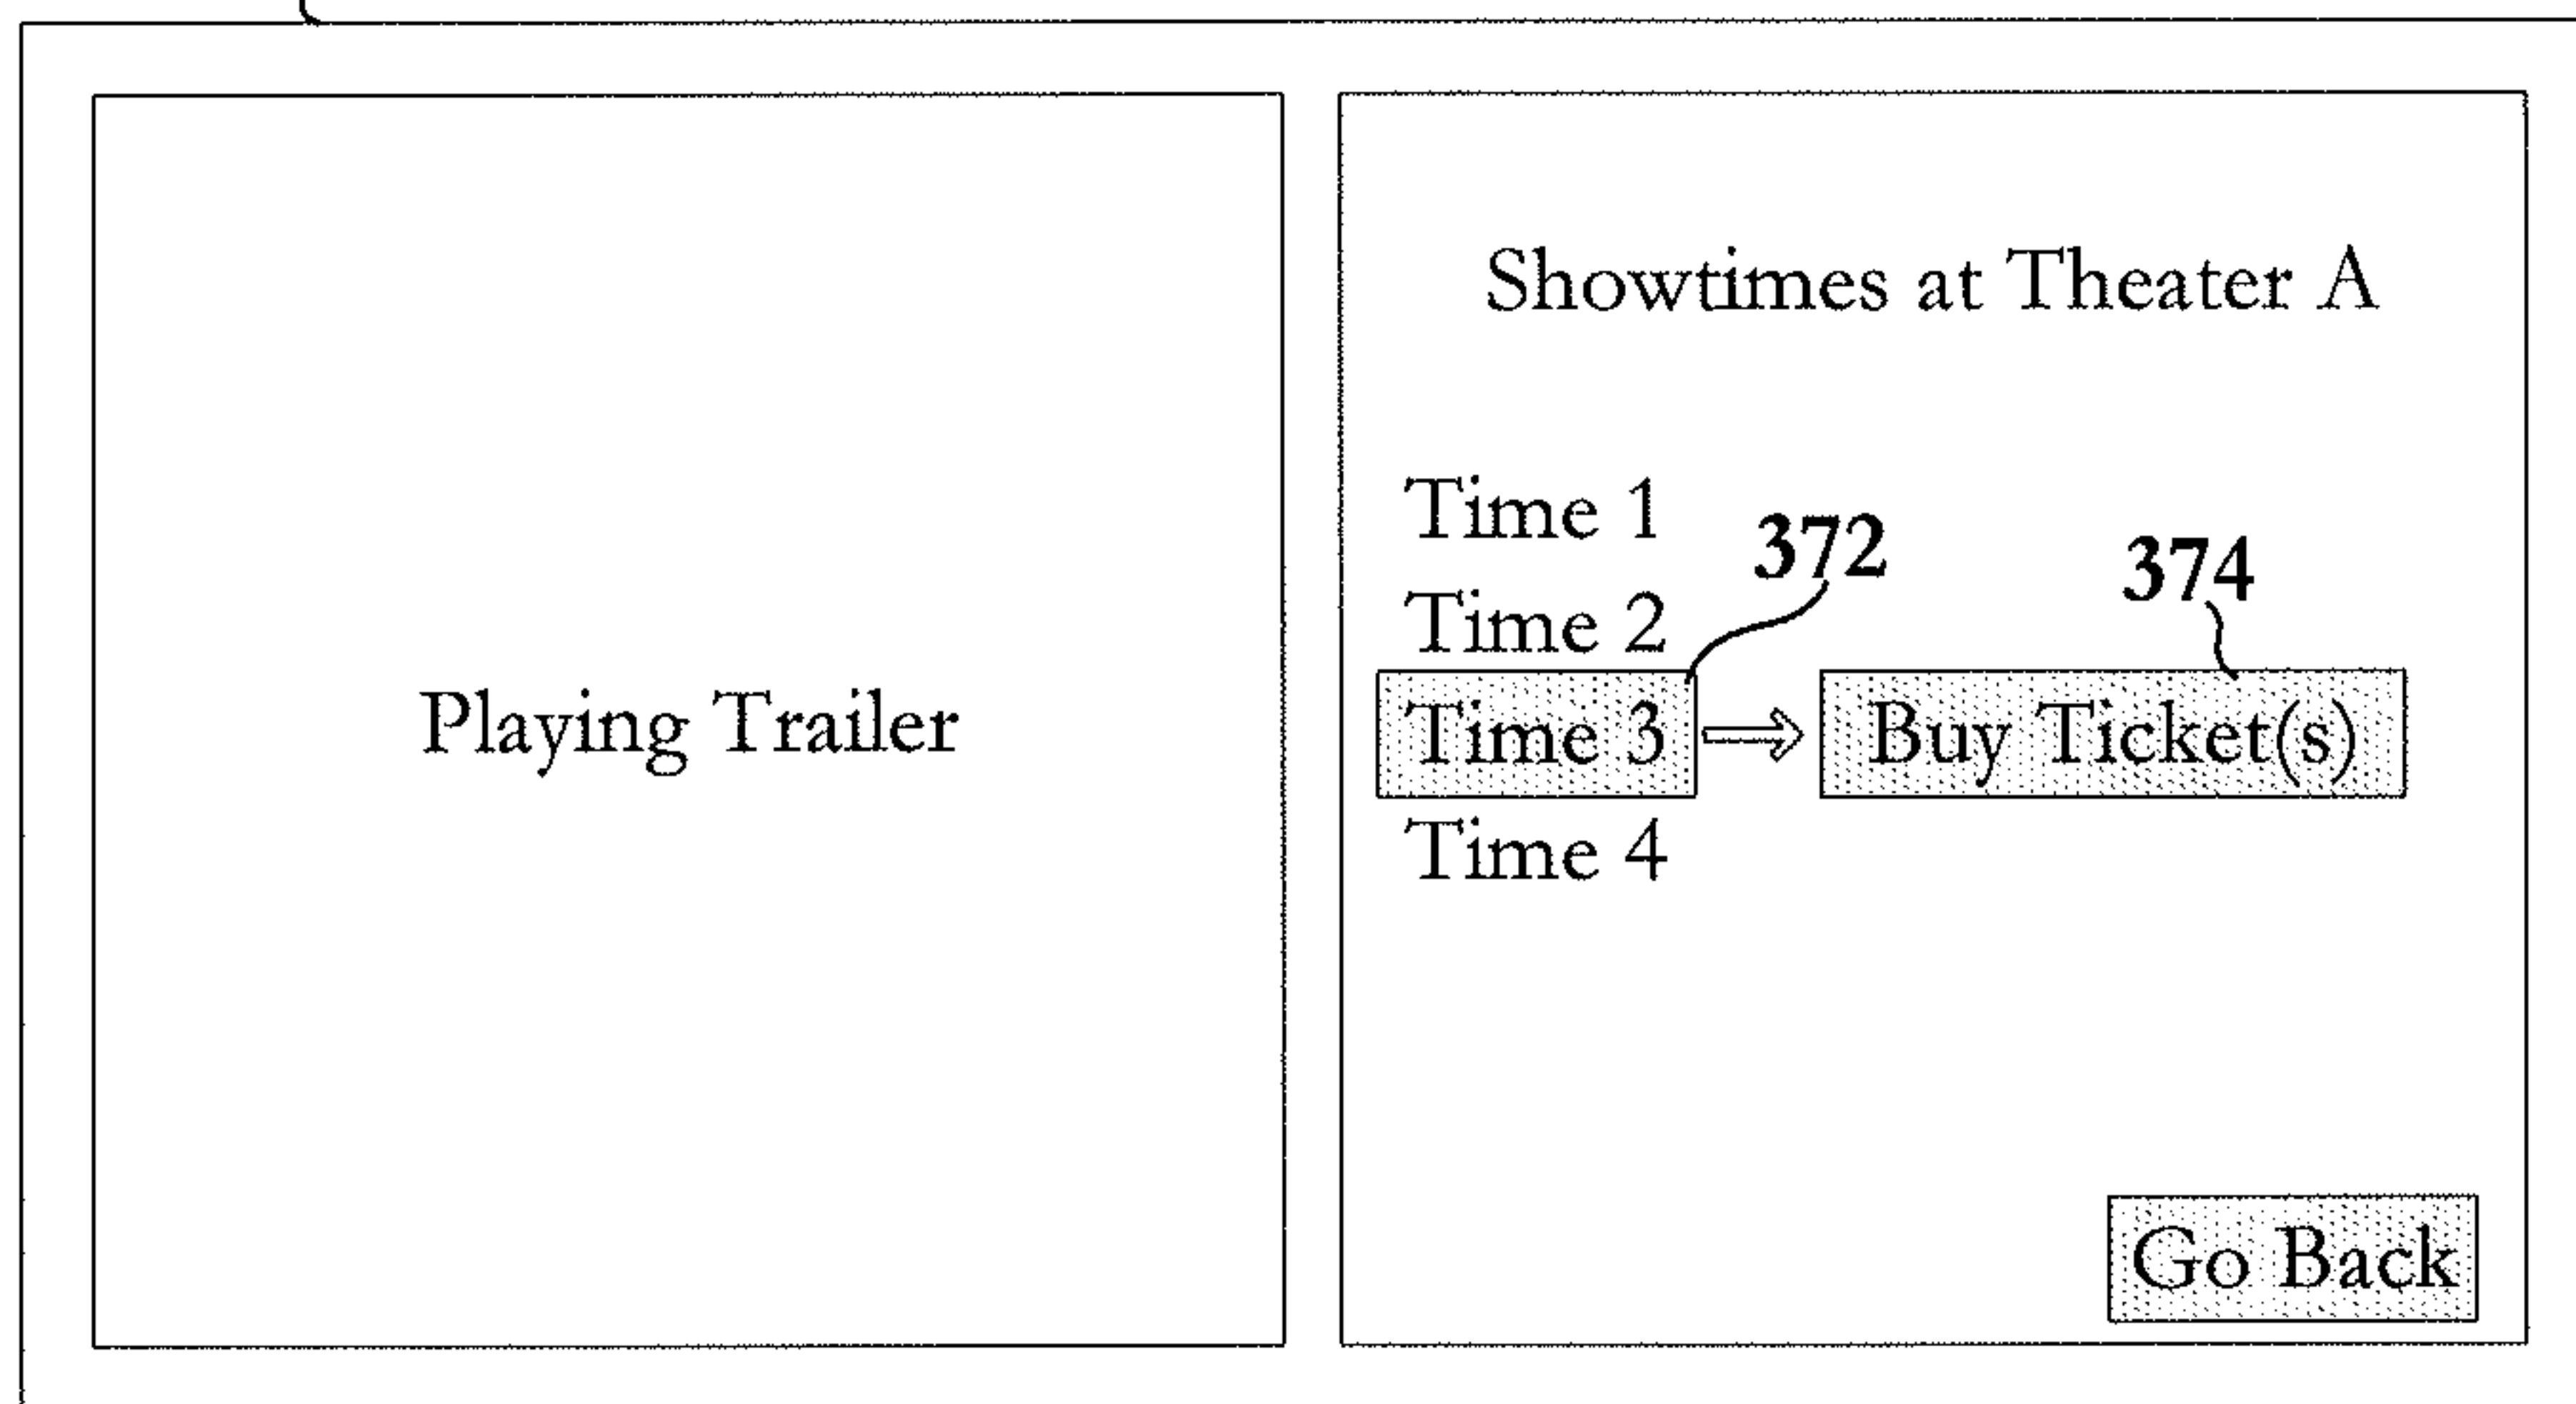 Playing Trailer
Showtimes at Theater A
Time 1
372
374
Time 2
Time 3
Buy Ticket(s)
Time 4
Go Back